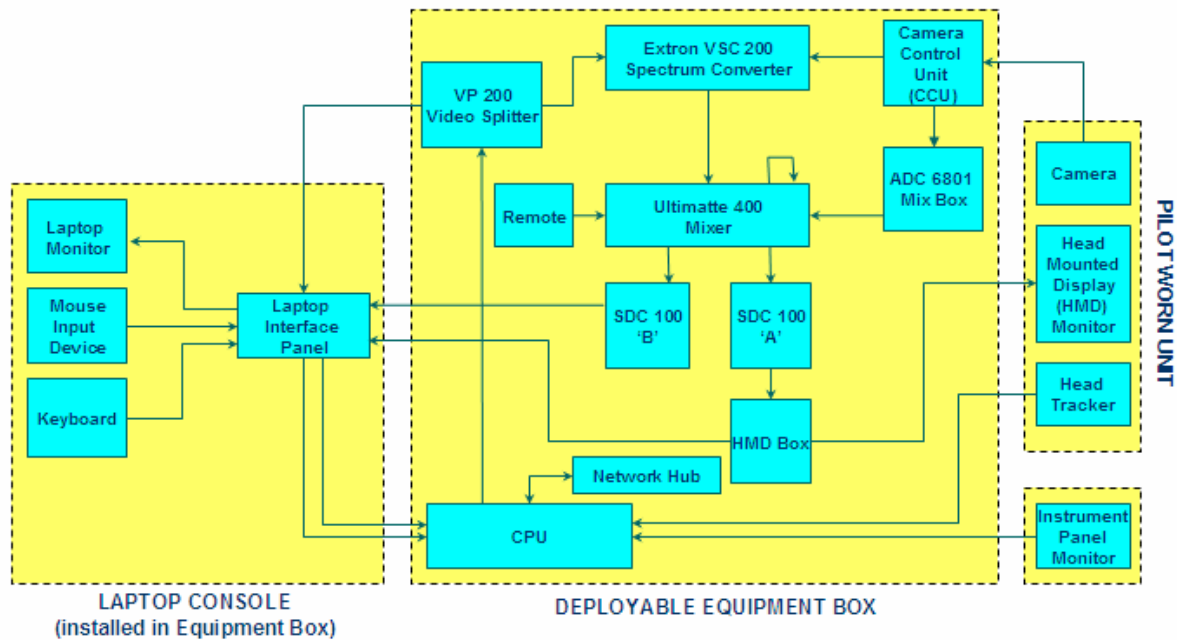 Extron VSC 200
Spectrum Converter
Camera
Control
Unit
(CCU)
VP 200
Video Splitter
Camera
ADC 6801
Mix Box
Remote
Ultimatte 400
Mixer
Laptop
Monitor
Head
Mounted
Display
(HMD)
Monitor
Mouse
Input
Device
Laptop
Interface
Panel
SDC 100
‘B’
SDC 100
‘A’
Keyboard
Head
Tracker
HMD Box
Network Hub
CPU
Instrument
Panel
Monitor
PILOT WORN UNIT
LAPTOP CONSOLE
(installed in Equipment Box)
DEPLOYABLE EQUIPMENT BOX